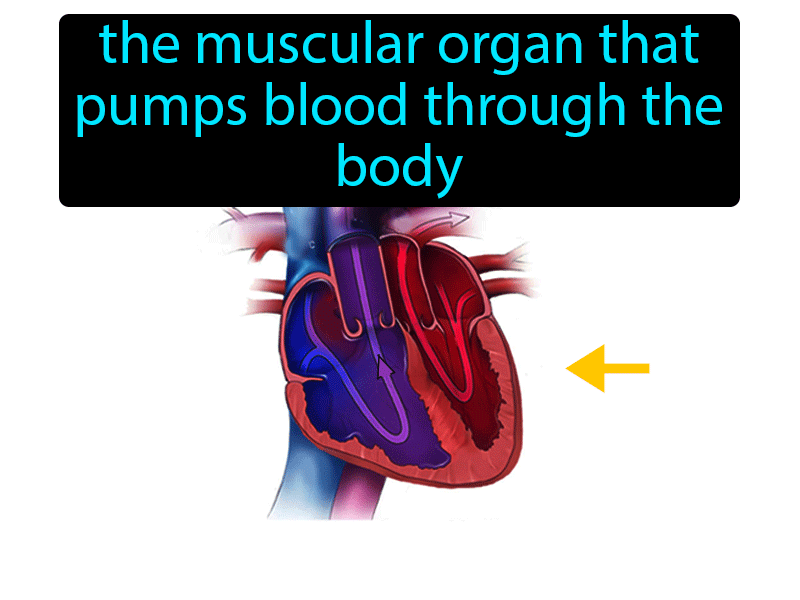 the muscular organ that
pumps blood through the
body